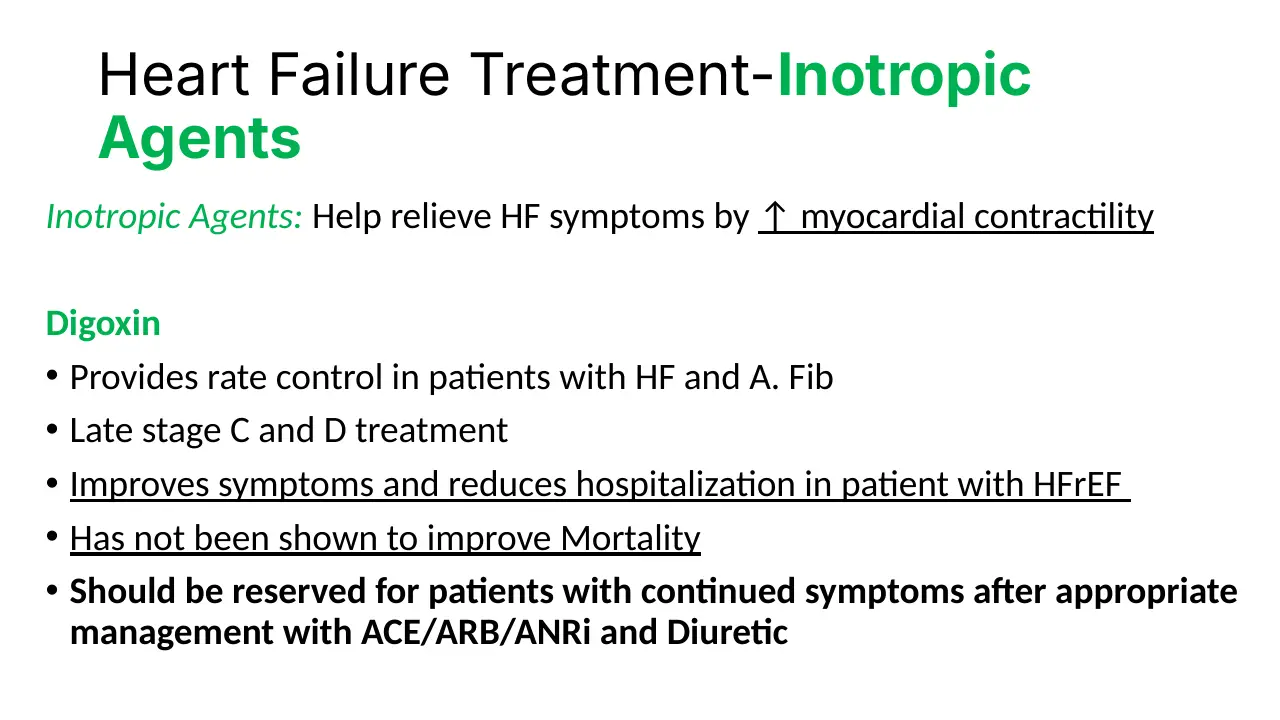 Heart Failure Treatment-Inotropic
Agents
Inotropic Agents: Help relieve HF symptoms by ↑ myocardial contractility
Digoxin
• Provides rate control in patients with HF and A. Fib
• Late stage C and D treatment
• Improves symptoms and reduces hospitalization in patient with HFrEF
• Has not been shown to improve Mortality
• Should be reserved for patients with continued symptoms after appropriate
management with ACE/ARB/ANRi and Diuretic